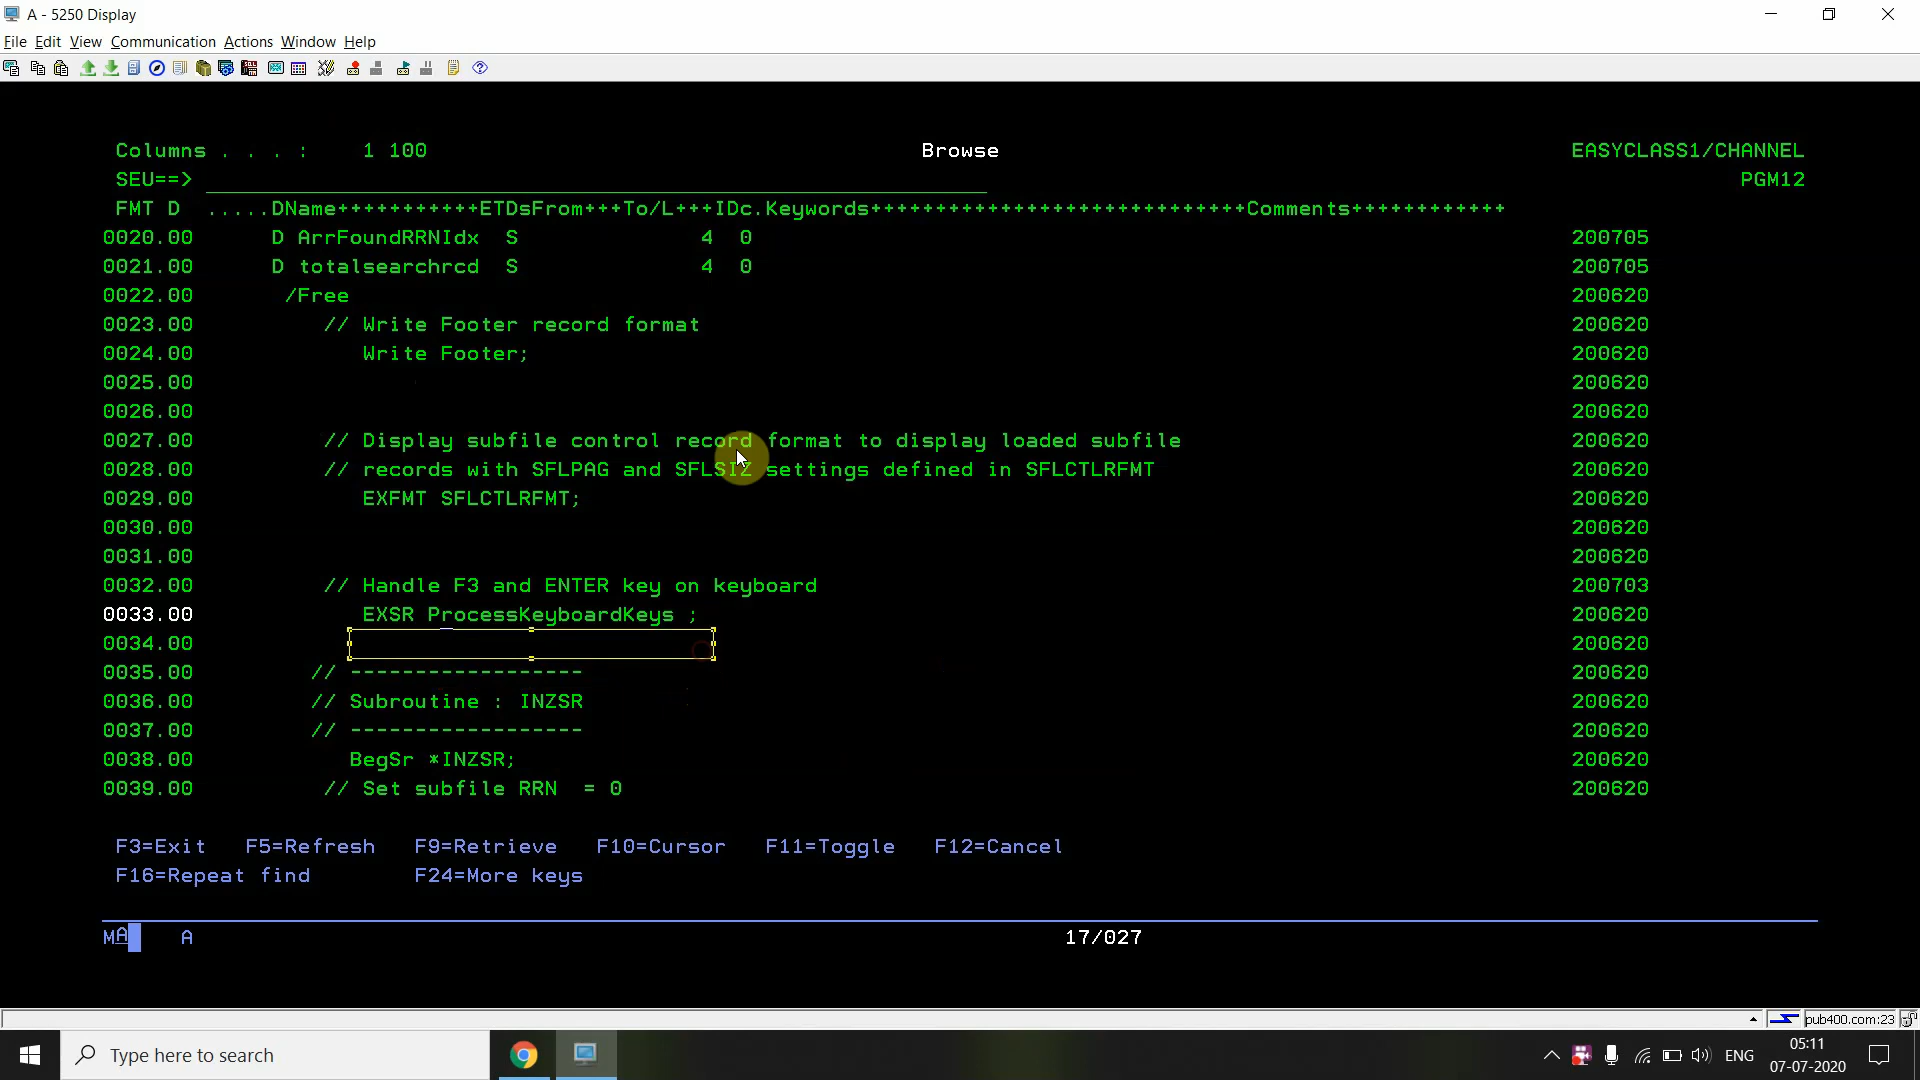 A - 5250 Display
File Edit View Communication Actions Window Help
Columns . . . :    1 100    Browse    EASYCLASS1/CHANNEL
SEU==>    PGM12
FMT D  .....DName+++++++++++ETDsFrom+++To/L+++IDc.Keywords+++++++++++++++++++++++++++++Comments++++++++++++
0020.00      D ArrFoundRRNIdx  S              4  0    200705
0021.00      D totalsearchrcd  S              4  0    200705
0022.00       /Free    200620
0023.00          // Write Footer record format    200620
0024.00             Write Footer;    200620
0025.00    200620
0026.00    200620
0027.00          // Display subfile control record format to display loaded subfile    200620
0028.00          // records with SFLPAG and SFLSIZ settings defined in SFLCTLRFMT    200620
0029.00             EXFMT SFLCTLRFMT;    200620
0030.00    200620
0031.00    200620
0032.00          // Handle F3 and ENTER key on keyboard    200703
0033.00             EXSR ProcessKeyboardKeys ;    200620
0034.00    200620
0035.00         // ------------------    200620
0036.00         // Subroutine : INZSR    200620
0037.00         // ------------------    200620
0038.00            BegSr *INZSR;    200620
0039.00          // Set subfile RRN  = 0    200620
F3=Exit   F5=Refresh   F9=Retrieve   F10=Cursor   F11=Toggle   F12=Cancel
F16=Repeat find        F24=More keys
MA    A    17/027
pub400.com:23
Type here to search    ENG    05:11
07-07-2020